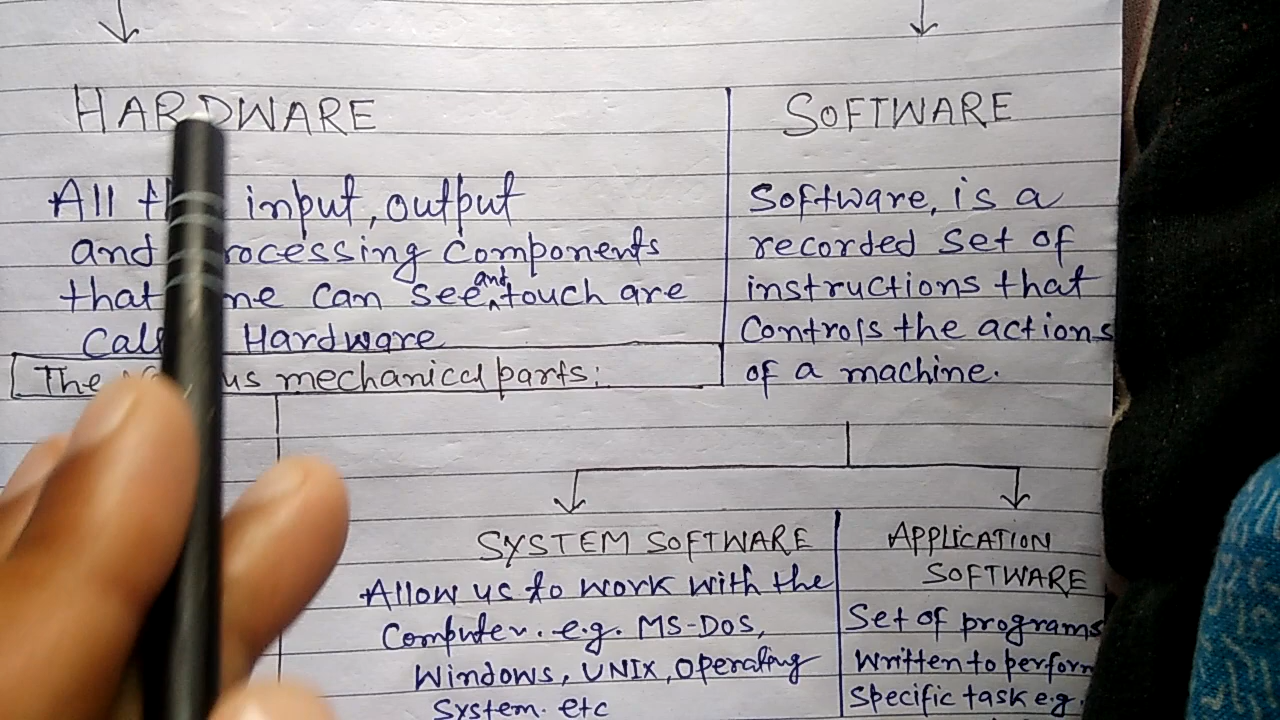 HARDWARE
All input, output
and processing components
that can see and touch are
Hardware
The mechanical parts:
SOFTWARE
Software, is a
recorded set of
instructions that
Controls the actions
of a machine.
SYSTEM SOFTWARE
Allow us to work with the
Computer. e.g. MS-DOS,
Windows, UNIX, Operating
System. etc
APPLICATION
SOFTWARE
Set of programs
Written to perform
Specific task e.g.